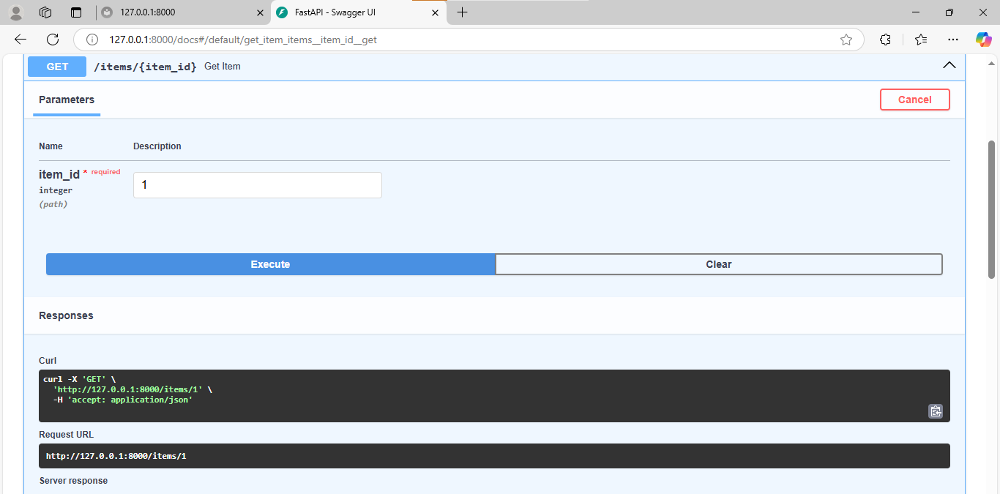 127.0.0.1:8000
FastAPI - Swagger UI
127.0.0.1:8000/docs#/default/get_item_items__item_id__get
GET /items/{item_id} Get Item
Parameters
Cancel
Name Description
item_id * required
integer
(path)
1
Execute Clear
Responses
Curl
curl -X 'GET' \
  'http://127.0.0.1:8000/items/1' \
  -H 'accept: application/json'
Request URL
http://127.0.0.1:8000/items/1
Server response